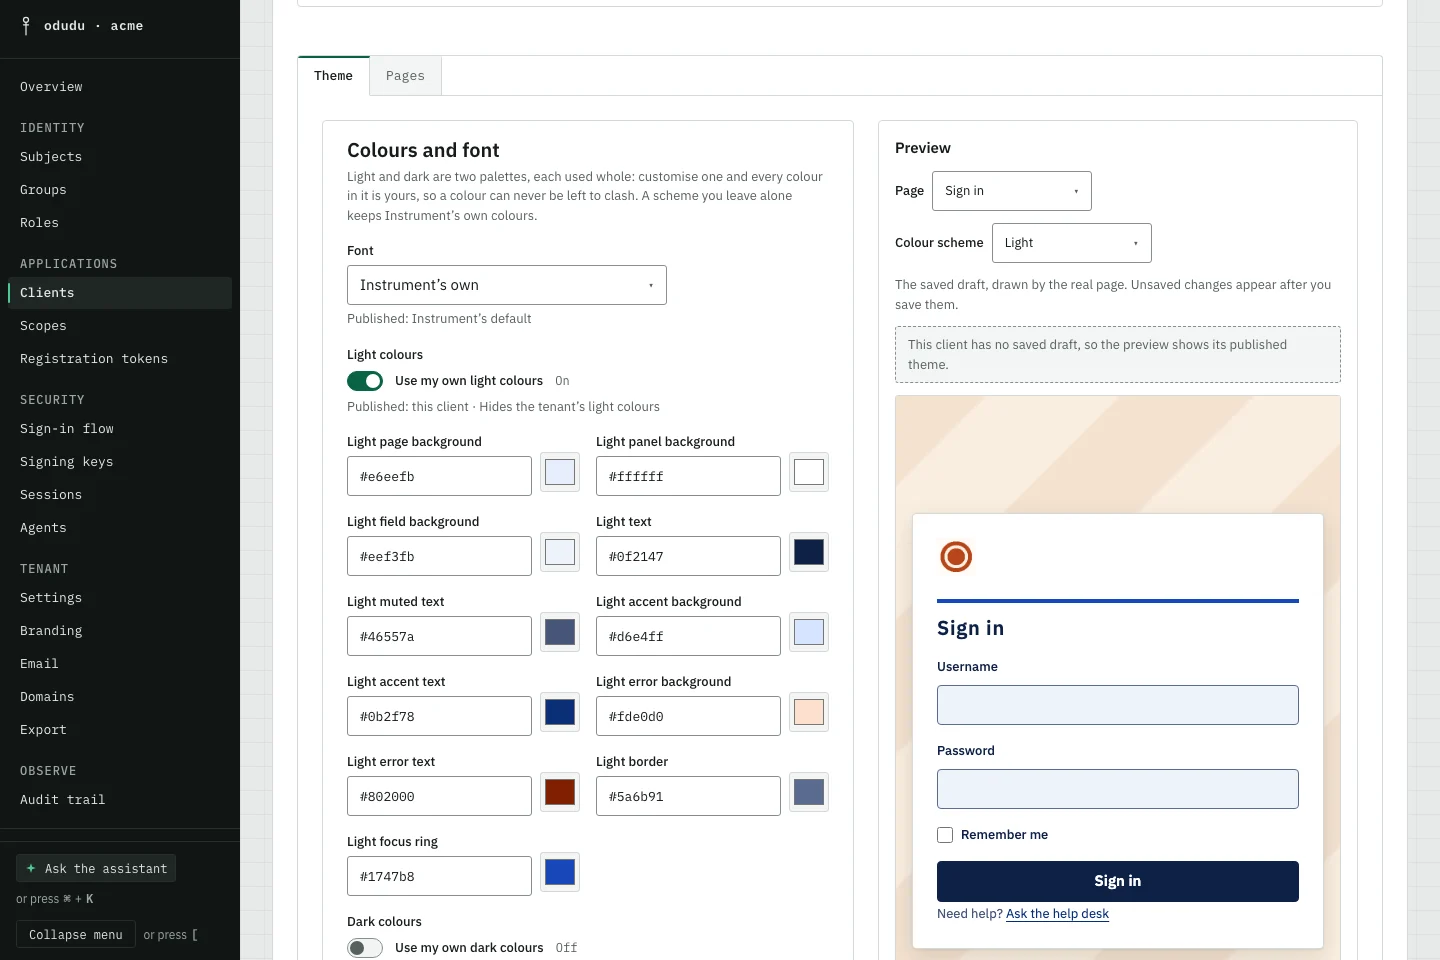 odudu · acme
Overview
IDENTITY
Subjects
Groups
Roles
APPLICATIONS
Clients
Scopes
Registration tokens
SECURITY
Sign-in flow
Signing keys
Sessions
Agents
TENANT
Settings
Branding
Email
Domains
Export
OBSERVE
Audit trail
Ask the assistant
or press ⌘ + K
Collapse menu or press [
Theme Pages
Colours and font
Light and dark are two palettes, each used whole: customise one and every colour
in it is yours, so a colour can never be left to clash. A scheme you leave alone
keeps Instrument’s own colours.
Font
Instrument’s own
Published: Instrument’s default
Light colours
Use my own light colours On
Published: this client · Hides the tenant’s light colours
Light page background Light panel background
#e6eefb #ffffff
Light field background Light text
#eef3fb #0f2147
Light muted text Light accent background
#46557a #d6e4ff
Light accent text Light error background
#0b2f78 #fde0d0
Light error text Light border
#802000 #5a6b91
Light focus ring
#1747b8
Dark colours
Use my own dark colours Off
Preview
Page Sign in
Colour scheme Light
The saved draft, drawn by the real page. Unsaved changes appear after you
save them.
This client has no saved draft, so the preview shows its published
theme.
Sign in
Username
Password
Remember me
Sign in
Need help? Ask the help desk